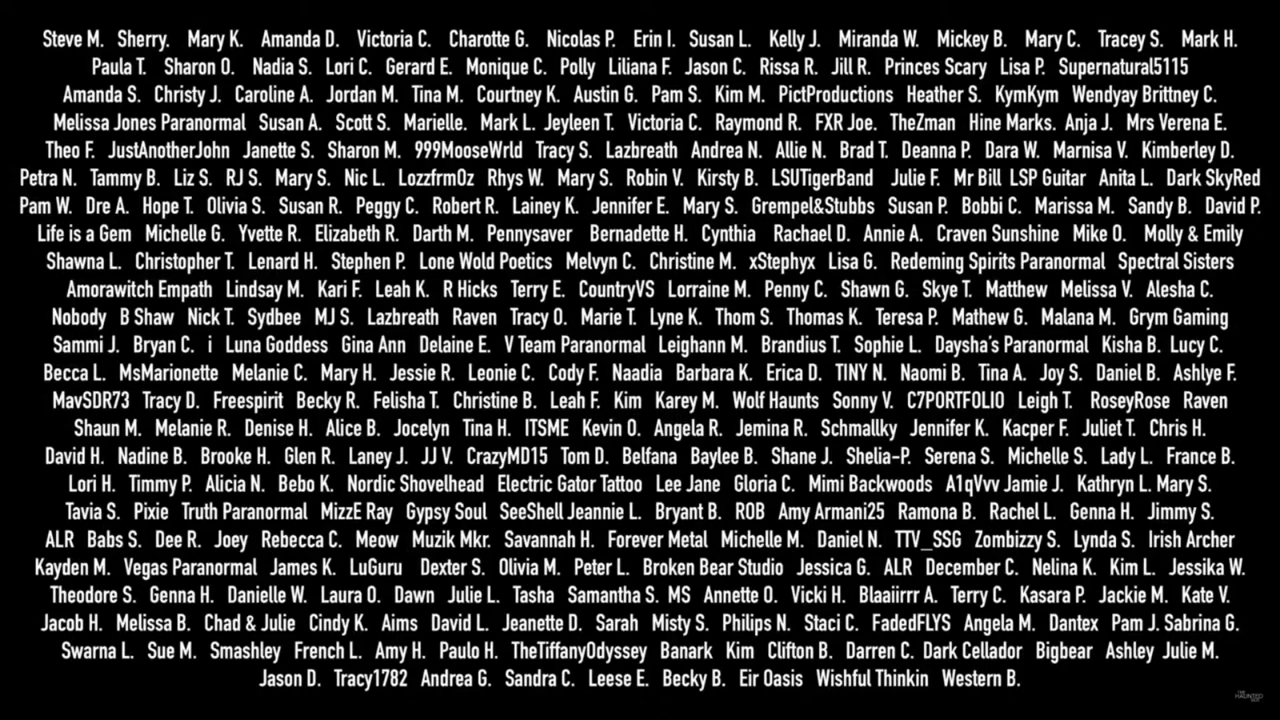 Steve M. Sherry. Mary K. Amanda D. Victoria C. Charotte G. Nicolas P. Erin I. Susan L. Kelly J. Miranda W. Mickey B. Mary C. Tracey S. Mark H.
Paula T. Sharon O. Nadia S. Lori C. Gerard E. Monique C. Polly Liliana F. Jason C. Rissa R. Jill R. Princes Scary Lisa P. Supernatural5115
Amanda S. Christy J. Caroline A. Jordan M. Tina M. Courtney K. Austin G. Pam S. Kim M. PictProductions Heather S. KymKym Wendyay Brittney C.
Melissa Jones Paranormal Susan A. Scott S. Marielle. Mark L. Jeyleen T. Victoria C. Raymond R. FXR Joe. TheZman Hine Marks. Anja J. Mrs Verena E.
Theo F. JustAnotherJohn Janette S. Sharon M. 999MooseWrld Tracy S. Lazbreath Andrea N. Allie N. Brad T. Deanna P. Dara W. Marnisa V. Kimberley D.
Petra N. Tammy B. Liz S. RJ S. Mary S. Nic L. LozzfrmOz Rhys W. Mary S. Robin V. Kirsty B. LSUTigerBand Julie F. Mr Bill LSP Guitar Anita L. Dark SkyRed
Pam W. Dre A. Hope T. Olivia S. Susan R. Peggy C. Robert R. Lainey K. Jennifer E. Mary S. Grempel&Stubbs Susan P. Bobbi C. Marissa M. Sandy B. David P.
Life is a Gem Michelle G. Yvette R. Elizabeth R. Darth M. Pennysaver Bernadette H. Cynthia Rachael D. Annie A. Craven Sunshine Mike O. Molly & Emily
Shawna L. Christopher T. Lenard H. Stephen P. Lone Wold Poetics Melvyn C. Christine M. xStephyx Lisa G. Redeming Spirits Paranormal Spectral Sisters
Amorawitch Empath Lindsay M. Kari F. Leah K. R Hicks Terry E. CountryVS Lorraine M. Penny C. Shawn G. Skye T. Matthew Melissa V. Alesha C.
Nobody B Shaw Nick T. Sydbee MJ S. Lazbreath Raven Tracy O. Marie T. Lyne K. Thom S. Thomas K. Teresa P. Mathew G. Malana M. Grym Gaming
Sammi J. Bryan C. i Luna Goddess Gina Ann Delaine E. V Team Paranormal Leighann M. Brandius T. Sophie L. Daysha's Paranormal Kisha B. Lucy C.
Becca L. MsMarionette Melanie C. Mary H. Jessie R. Leonie C. Cody F. Naadia Barbara K. Erica D. TINY N. Naomi B. Tina A. Joy S. Daniel B. Ashlye F.
MavSDR73 Tracy D. Freespirit Becky R. Felisha T. Christine B. Leah F. Kim Karey M. Wolf Haunts Sonny V. C7PORTFOLIO Leigh T. RoseyRose Raven
Shaun M. Melanie R. Denise H. Alice B. Jocelyn Tina H. ITSME Kevin O. Angela R. Jemina R. Schmallky Jennifer K. Kacper F. Juliet T. Chris H.
David H. Nadine B. Brooke H. Glen R. Laney J. JJ V. CrazyMD15 Tom D. Belfana Baylee B. Shane J. Shelia-P. Serena S. Michelle S. Lady L. France B.
Lori H. Timmy P. Alicia N. Bebo K. Nordic Shovelhead Electric Gator Tattoo Lee Jane Gloria C. Mimi Backwoods A1qVvv Jamie J. Kathryn L. Mary S.
Tavia S. Pixie Truth Paranormal MizzE Ray Gypsy Soul SeeShell Jeannie L. Bryant B. ROB Amy Armani25 Ramona B. Rachel L. Genna H. Jimmy S.
ALR Babs S. Dee R. Joey Rebecca C. Meow Muzik Mkr. Savannah H. Forever Metal Michelle M. Daniel N. TTV_SSG Zombizzy S. Lynda S. Irish Archer
Kayden M. Vegas Paranormal James K. LuGuru Dexter S. Olivia M. Peter L. Broken Bear Studio Jessica G. ALR December C. Nelina K. Kim L. Jessika W.
Theodore S. Genna H. Danielle W. Laura O. Dawn Julie L. Tasha Samantha S. MS Annette O. Vicki H. Blaaiirrr A. Terry C. Kasara P. Jackie M. Kate V.
Jacob H. Melissa B. Chad & Julie Cindy K. Aims David L. Jeanette D. Sarah Misty S. Philips N. Staci C. FadedFLYS Angela M. Dantex Pam J. Sabrina G.
Swarna L. Sue M. Smashley French L. Amy H. Paulo H. TheTiffanyOdyssey Banark Kim Clifton B. Darren C. Dark Cellador Bigbear Ashley Julie M.
Jason D. Tracy1782 Andrea G. Sandra C. Leese E. Becky B. Eir Oasis Wishful Thinkin Western B.
THE
HAUNTED